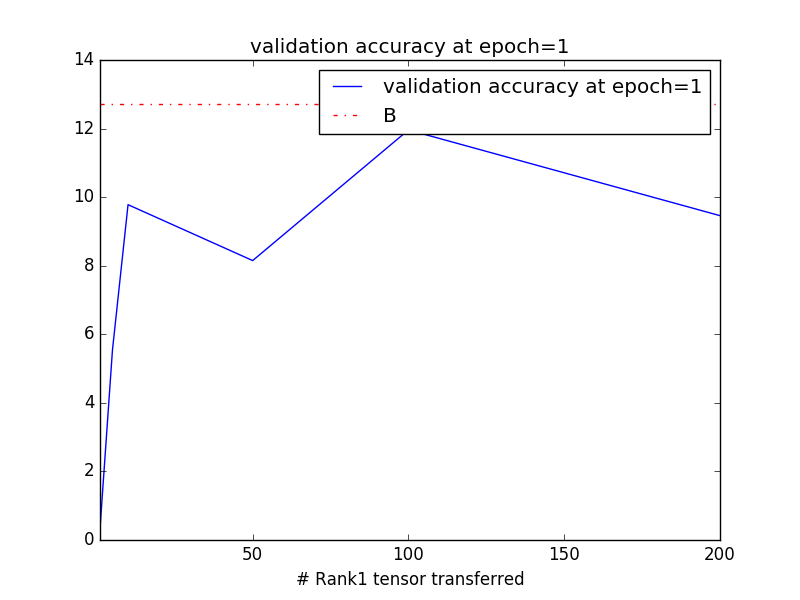 validation accuracy at epoch=1
14
validation accuracy at epoch=1
B
12
10
8
6
4
2
0
50 100 150 200
# Rank1 tensor transferred